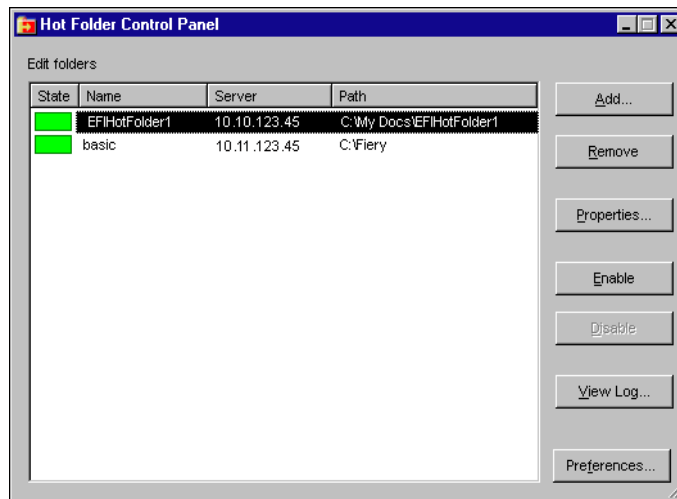 Hot Folder Control Panel
Edit folders
State Name Server Path
EFIHotFolder1 10.10.123.45 C:\My Docs\EFIHotFolder1
basic 10.11.123.45 C:\Fiery
Add...
Remove
Properties...
Enable
Disable
View Log...
Preferences...